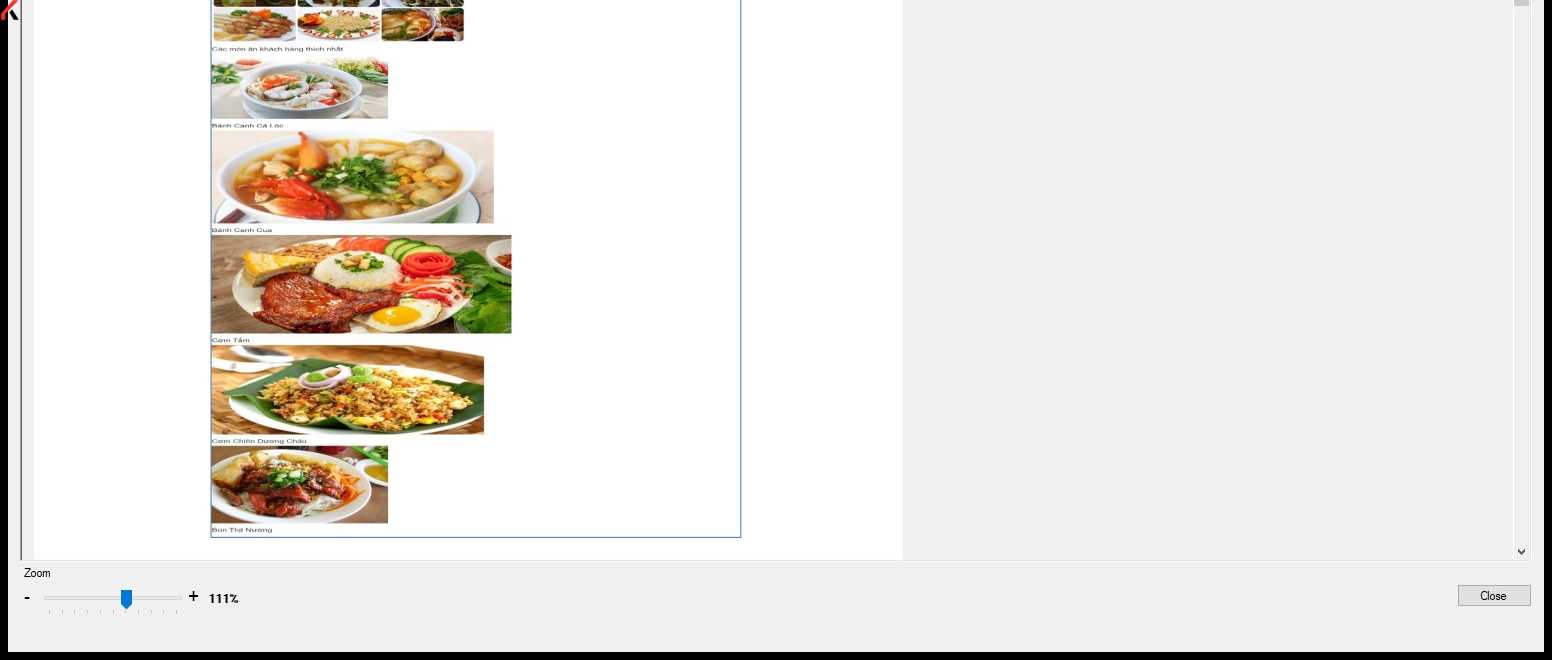 Các món ăn khách hàng thích nhất
Bánh Canh Cá Lóc
Bánh Canh Cua
Cơm Tấm
Cơm Chiên Dương Châu
Bún Thịt Nướng
Zoom
- + 111%
Close